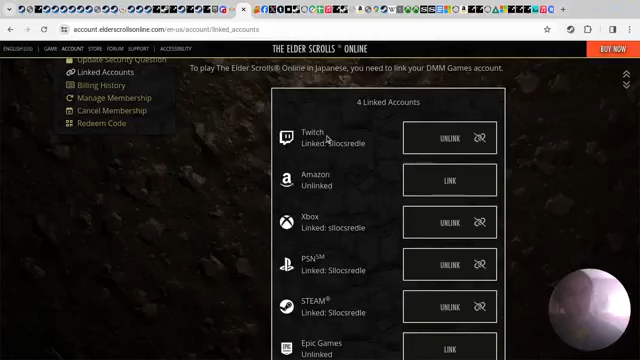 account.elderscrollsonline.com/en-us/account/linked_accounts
ENGLISH (US) | GAME ACCOUNT STORE FORUM SUPPORT | ACCESSIBILITY
THE ELDER SCROLLS ONLINE
BUY NOW
Update Security Question
Linked Accounts
Billing History
Manage Membership
Cancel Membership
Redeem Code
To play The Elder Scrolls® Online in Japanese, you need to link your DMM Games account.
4 Linked Accounts
Twitch
Linked: sllocsredle
UNLINK
Amazon
Unlinked
LINK
Xbox
Linked: sllocsredle
UNLINK
PSN℠
Linked: Sllocsredle
UNLINK
STEAM®
Linked: Sllocsredle
UNLINK
Epic Games
Unlinked
LINK